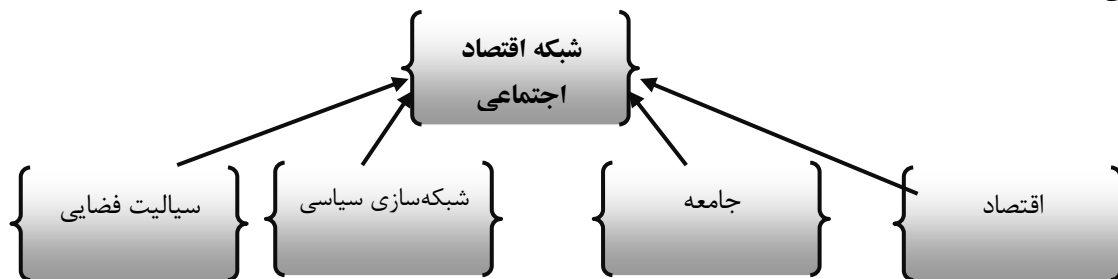 شبکه اقتصاد
اجتماعی
اقتصاد
جامعه
شبکه‌سازی سیاسی
سیالیت فضایی